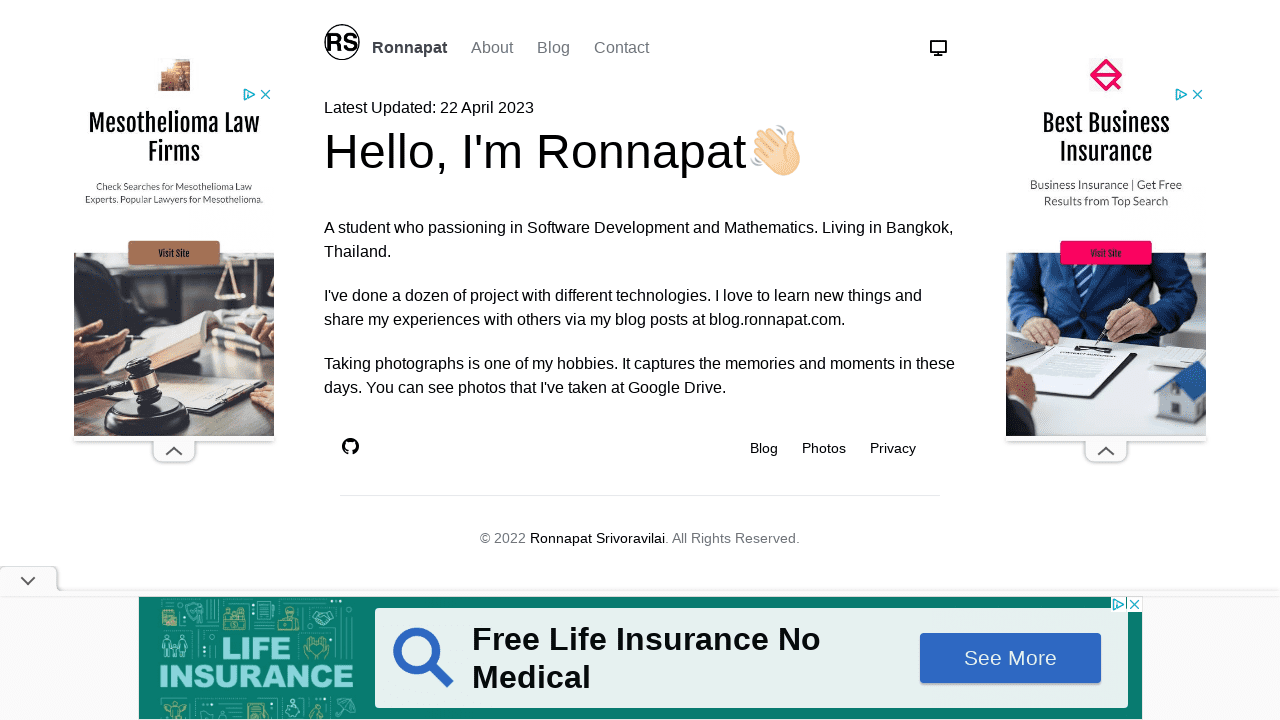 RS Ronnapat About Blog Contact
Latest Updated: 22 April 2023
Hello, I'm Ronnapat👋🏻
A student who passioning in Software Development and Mathematics. Living in Bangkok,
Thailand.
I've done a dozen of project with different technologies. I love to learn new things and
share my experiences with others via my blog posts at blog.ronnapat.com.
Taking photographs is one of my hobbies. It captures the memories and moments in these
days. You can see photos that I've taken at Google Drive.
Blog Photos Privacy
© 2022 Ronnapat Srivoravilai. All Rights Reserved.
Mesothelioma Law
Firms
Check Searches for Mesothelioma Law
Experts. Popular Lawyers for Mesothelioma.
Visit Site
Best Business
Insurance
Business Insurance | Get Free
Results from Top Search
Visit Site
LIFE
INSURANCE
Free Life Insurance No
Medical
See More